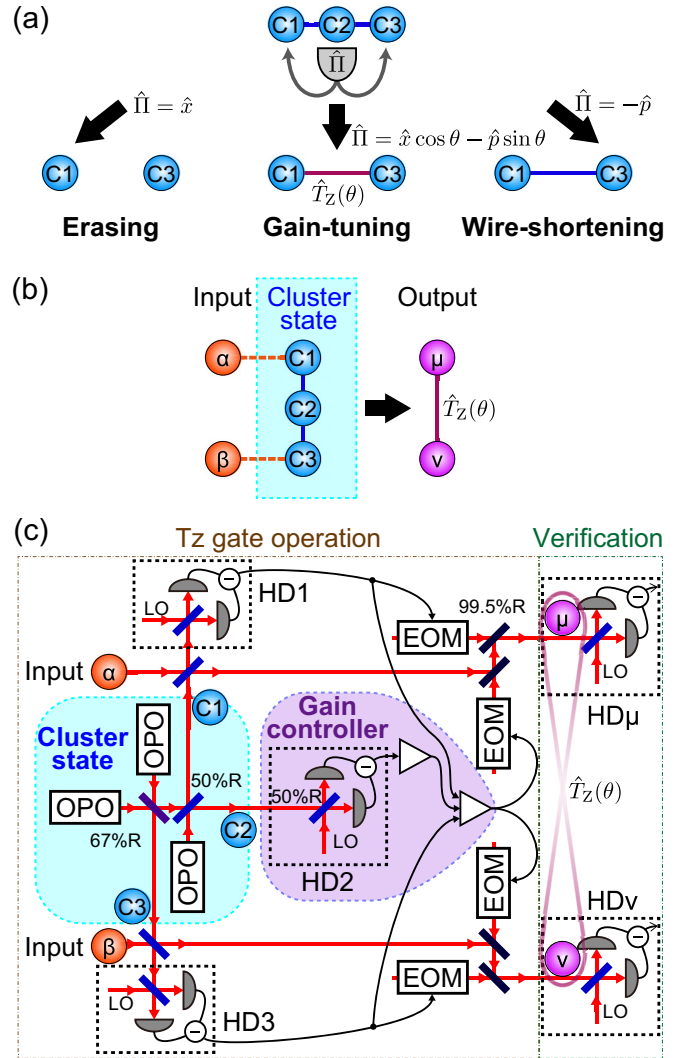 (a)
C1 C2 C3
Π̂
Π̂ = x̂
Π̂ = x̂ cos θ − p̂ sin θ
Π̂ = −p̂
C1 C3
C1 C3
T̂_Z(θ)
C1 C3
Erasing
Gain-tuning
Wire-shortening
(b)
Input
Cluster
state
Output
α
C1
μ
C2
T̂_Z(θ)
β
C3
ν
(c)
Tz gate operation
Verification
LO
HD1
99.5%R
EOM
μ
LO
HDμ
Input
α
C1
Cluster
state
OPO
Gain
controller
EOM
OPO
50%R
50%R
67%R
C2
LO
HD2
OPO
T̂_Z(θ)
C3
EOM
HDν
Input
β
LO
HD3
EOM
ν
LO